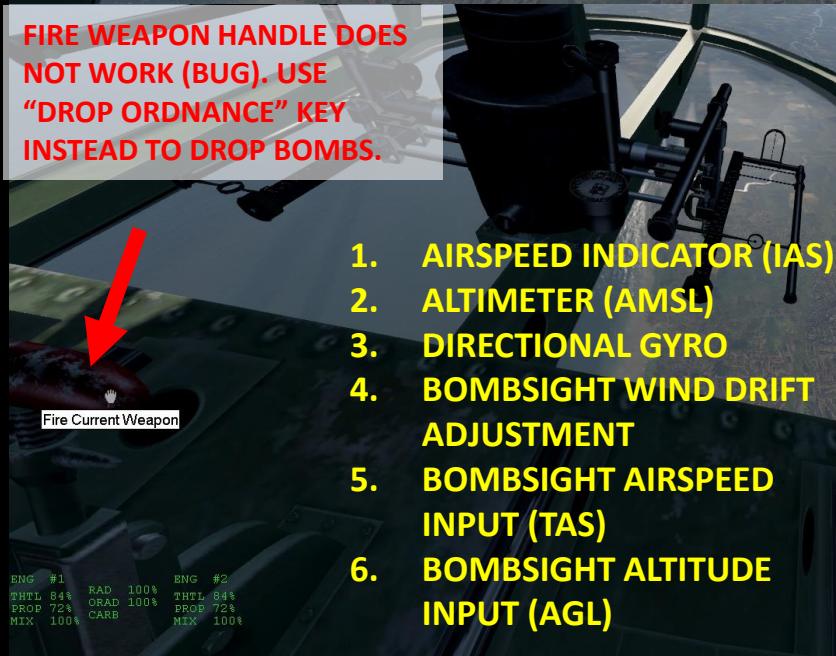 FIRE WEAPON HANDLE DOES
NOT WORK (BUG). USE
“DROP ORDNANCE” KEY
INSTEAD TO DROP BOMBS.
1. AIRSPEED INDICATOR (IAS)
2. ALTIMETER (AMSL)
3. DIRECTIONAL GYRO
4. BOMBSIGHT WIND DRIFT
ADJUSTMENT
5. BOMBSIGHT AIRSPEED
INPUT (TAS)
6. BOMBSIGHT ALTITUDE
INPUT (AGL)
Fire Current Weapon
ENG #1 ENG #2
THTL 84% RAD 100% THTL 84%
PROP 72% ORAD 100% PROP 72%
MIX 100% CARB MIX 100%